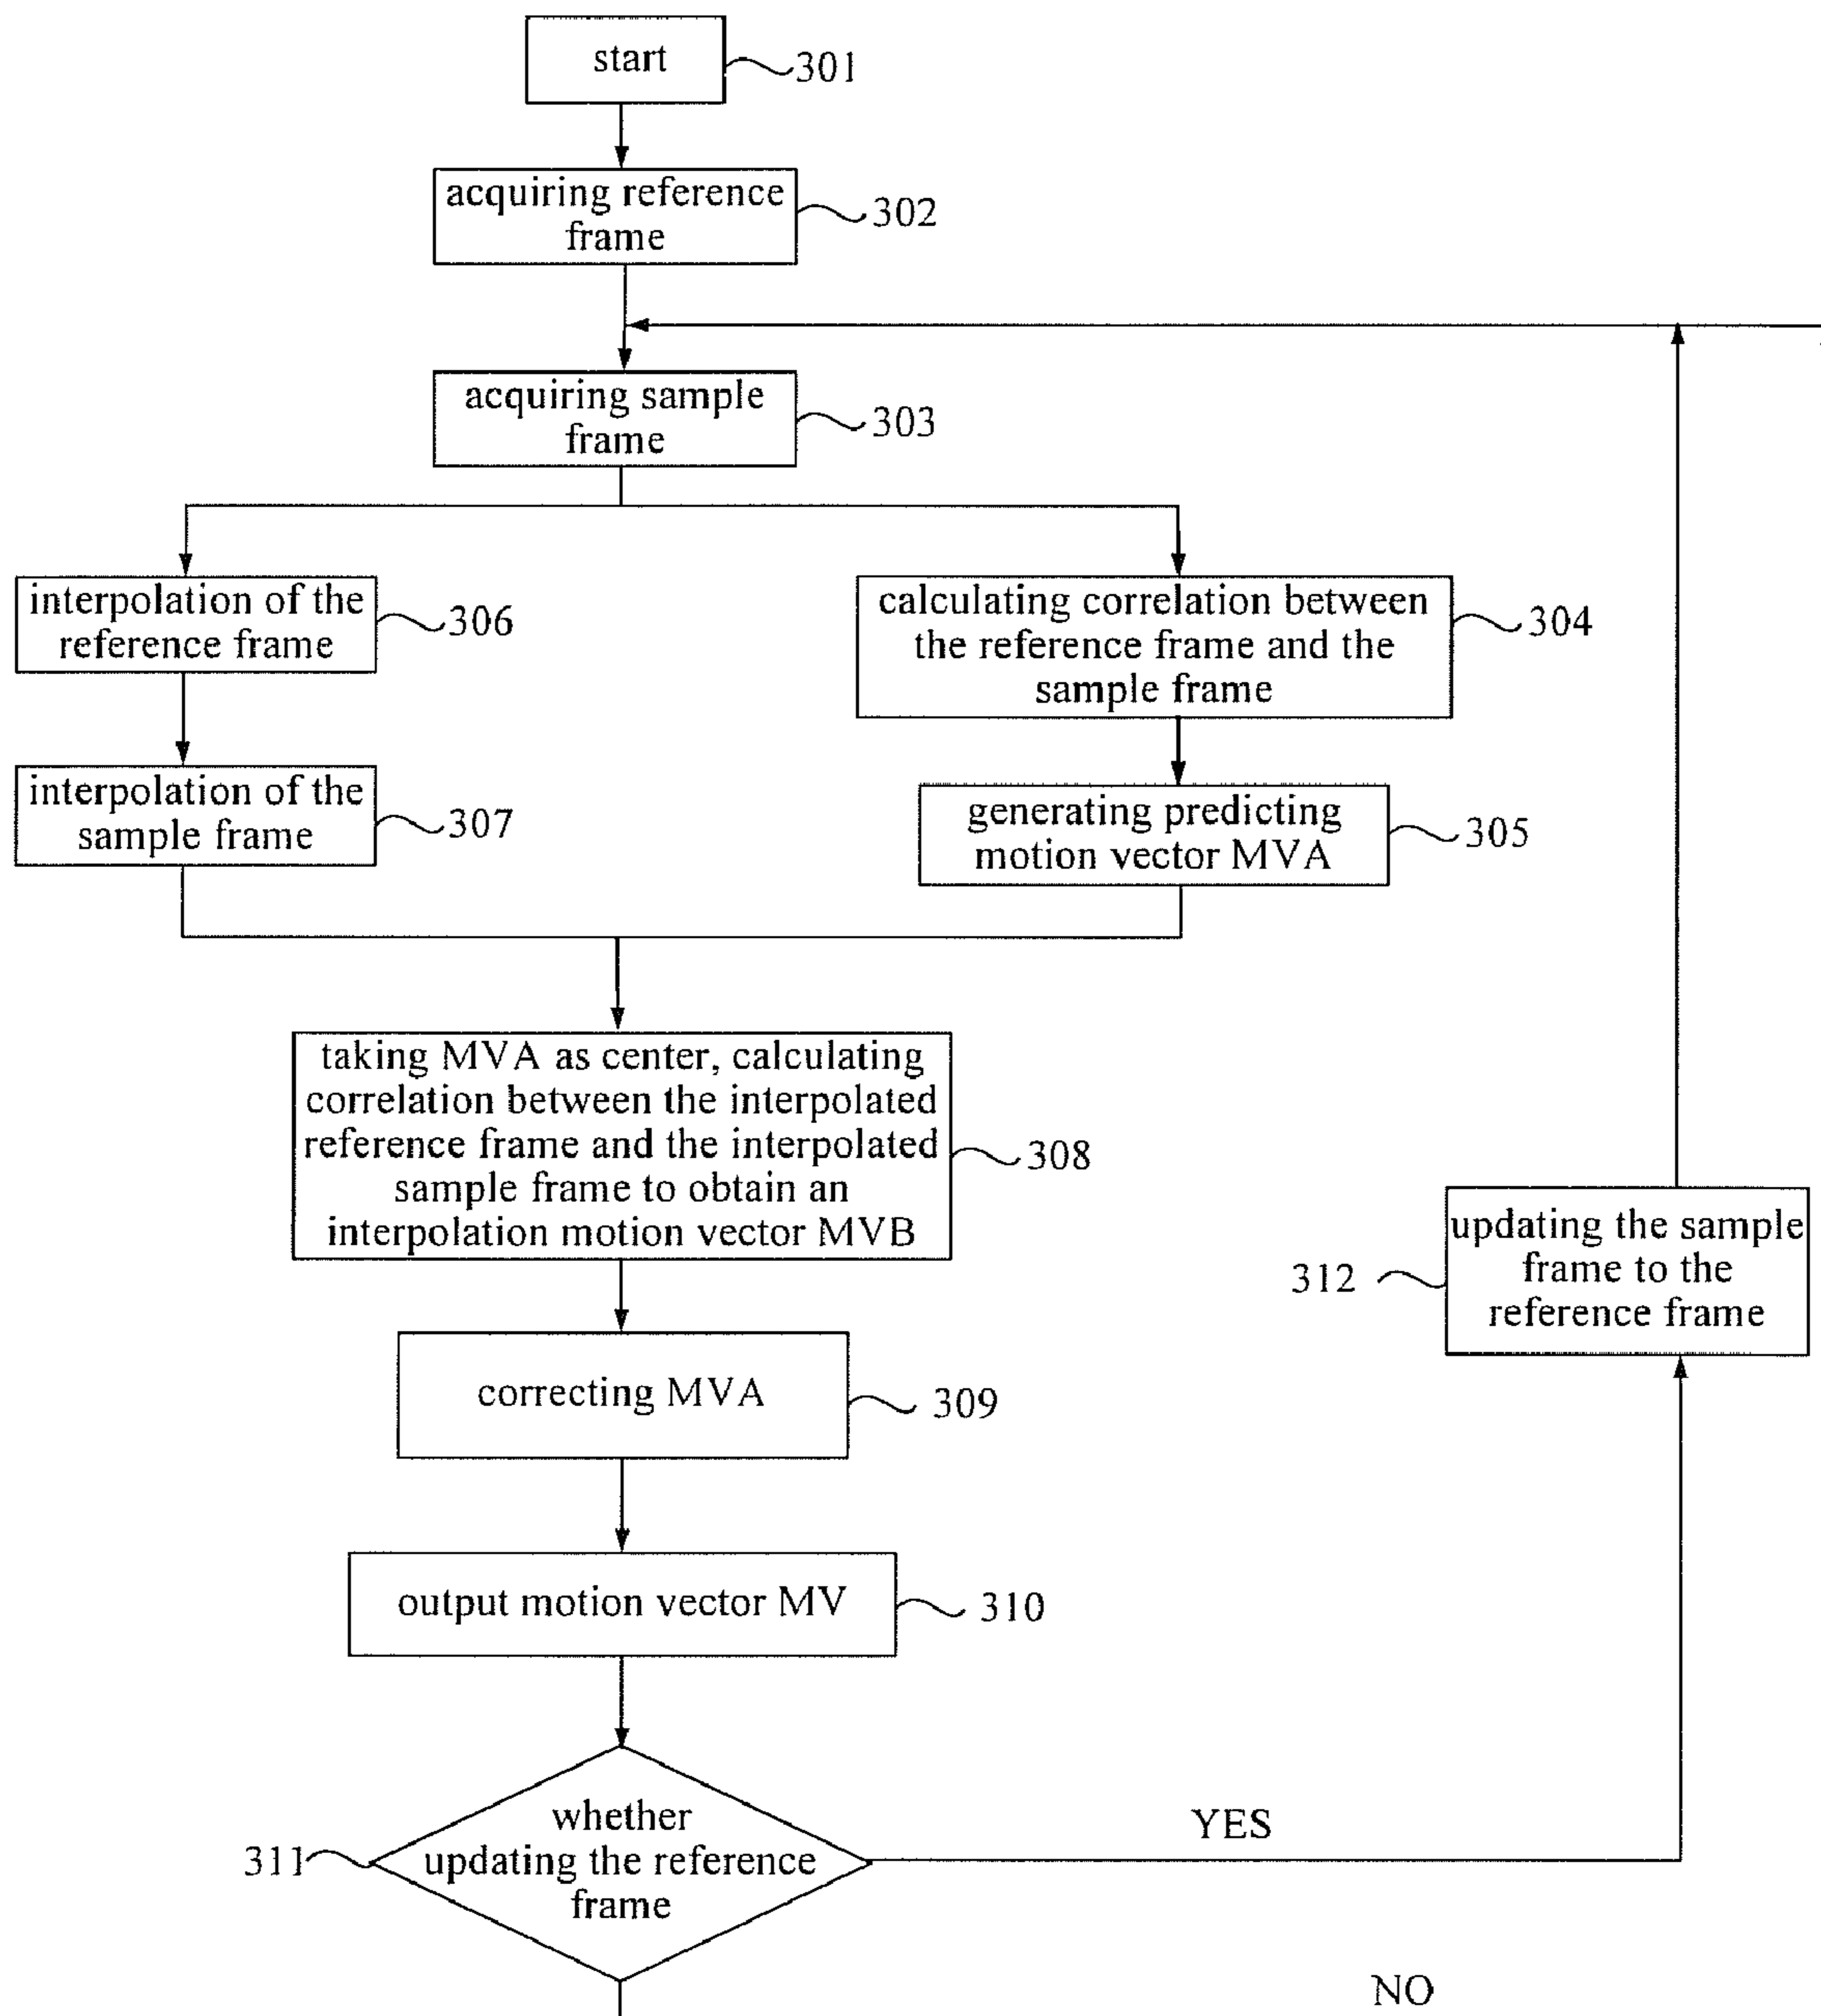 start
301
acquiring reference
frame
302
acquiring sample
frame
303
interpolation of the
reference frame
306
calculating correlation between
the reference frame and the
sample frame
304
interpolation of the
sample frame
307
generating predicting
motion vector MVA
305
taking MVA as center, calculating
correlation between the interpolated
reference frame and the interpolated
sample frame to obtain an
interpolation motion vector MVB
308
updating the sample
frame to the
reference frame
312
correcting MVA
309
output motion vector MV
310
whether
updating the reference
frame
311
YES
NO